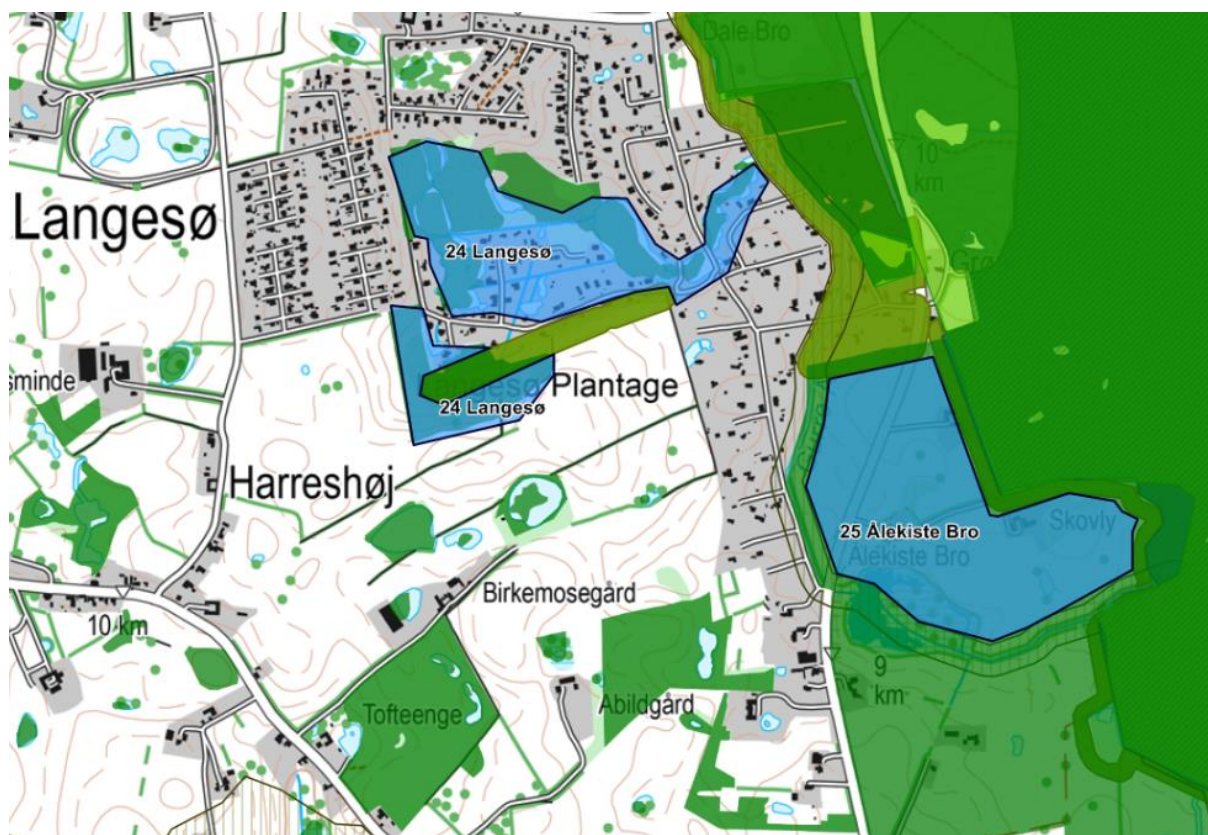 Dale Bro
10
km
Langesø
24 Langesø
sminde
Plantage
24 Langesø
Harreshøj
25 Ålekiste Bro
Skovly
Ålekiste Bro
Birkemosegård
10 km
9
km
Abildgård
Tofteenge